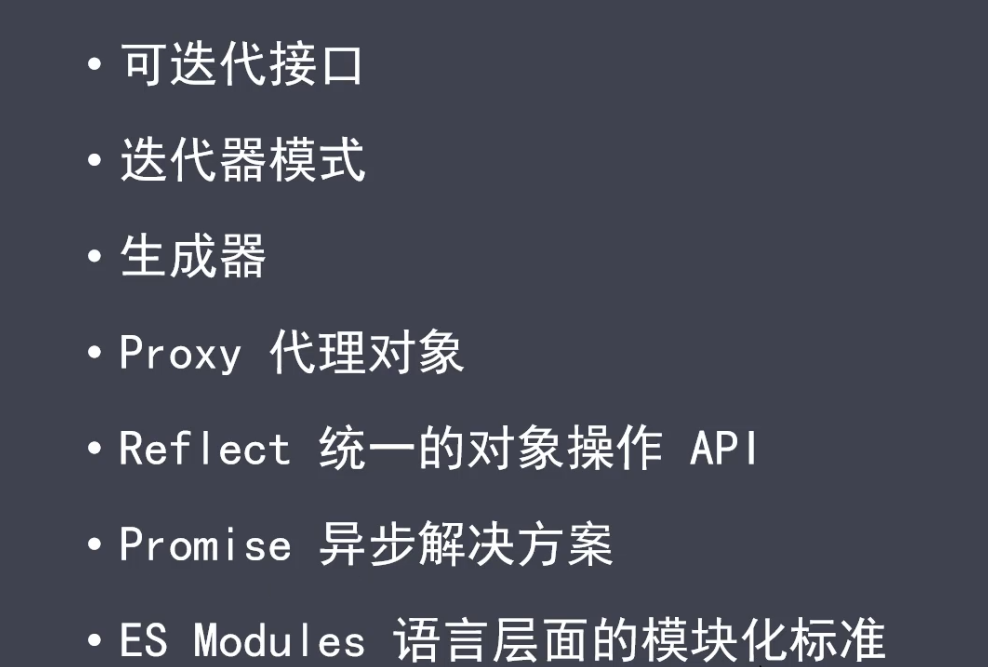 • 可迭代接口
• 迭代器模式
• 生成器
• Proxy 代理对象
• Reflect 统一的对象操作 API
• Promise 异步解决方案
• ES Modules 语言层面的模块化标准